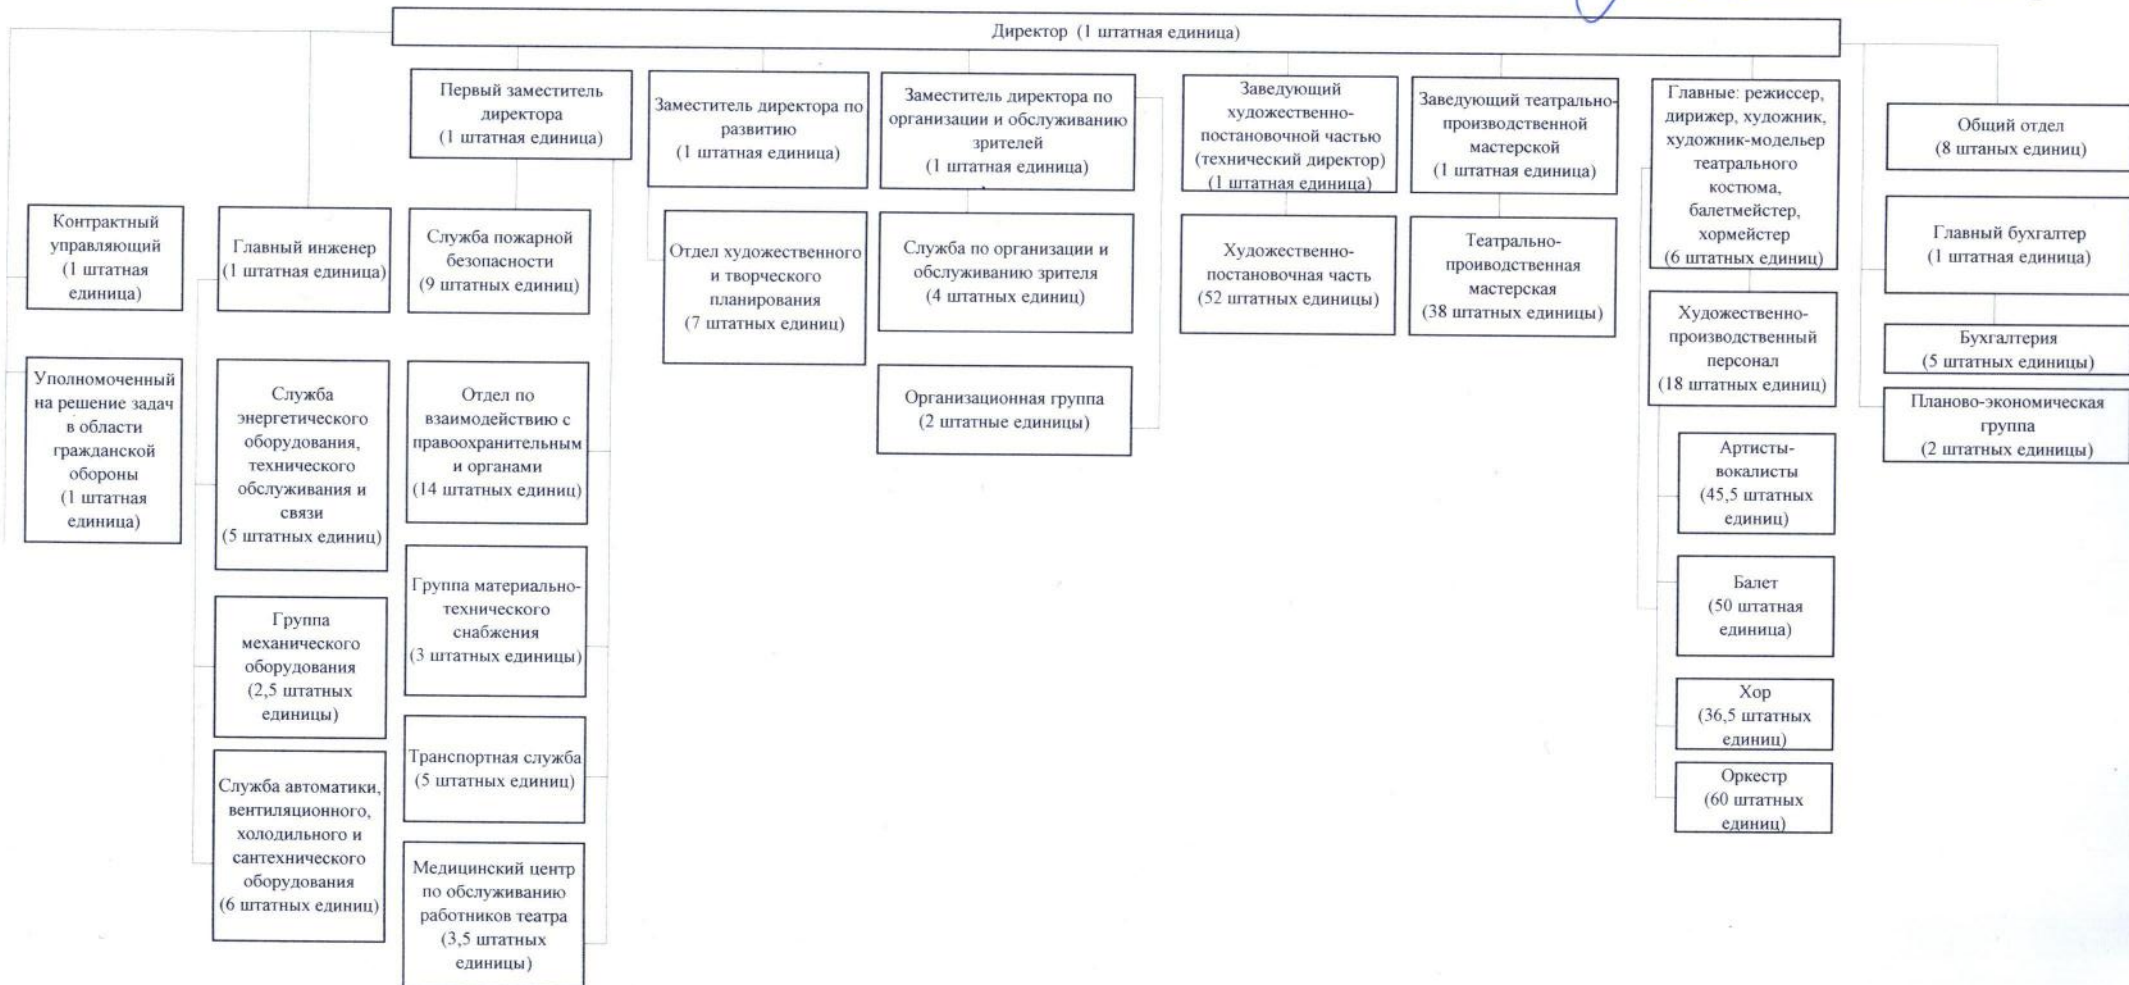 Директор (1 штатная единица)
Первый заместитель
директора
(1 штатная единица)
Заместитель директора по
развитию
(1 штатная единица)
Заместитель директора по
организации и обслуживанию
зрителей
(1 штатная единица)
Заведующий
художественно-
постановочной частью
(технический директор)
(1 штатная единица)
Заведующий театрально-
производственной
мастерской
(1 штатная единица)
Главные: режиссер,
дирижер, художник,
художник-модельер
театрального
костюма,
балетмейстер,
хормейстер
(6 штатных единиц)
Общий отдел
(8 штаных единиц)
Контрактный
управляющий
(1 штатная
единица)
Главный инженер
(1 штатная единица)
Служба пожарной
безопасности
(9 штатных единиц)
Отдел художественного
и творческого
планирования
(7 штатных единиц)
Служба по организации и
обслуживанию зрителя
(4 штатных единиц)
Художественно-
постановочная часть
(52 штатных единицы)
Театрально-
проиводственная
мастерская
(38 штатных единицы)
Главный бухгалтер
(1 штатная единица)
Художественно-
производственный
персонал
(18 штатных единиц)
Бухгалтерия
(5 штатных единицы)
Планово-экономическая
группа
(2 штатных единицы)
Уполномоченный
на решение задач
в области
гражданской
обороны
(1 штатная
единица)
Служба
энергетического
оборудования,
технического
обслуживания и
связи
(5 штатных единиц)
Отдел по
взаимодействию с
правоохранительным
и органами
(14 штатных единиц)
Организационная группа
(2 штатные единицы)
Артисты-
вокалисты
(45,5 штатных
единиц)
Группа
механического
оборудования
(2,5 штатных
единицы)
Группа материально-
технического
снабжения
(3 штатных единицы)
Балет
(50 штатная
единица)
Хор
(36,5 штатных
единиц)
Служба автоматики,
вентиляционного,
холодильного и
сантехнического
оборудования
(6 штатных единиц)
Транспортная служба
(5 штатных единиц)
Оркестр
(60 штатных
единиц)
Медицинский центр
по обслуживанию
работников театра
(3,5 штатных
единицы)